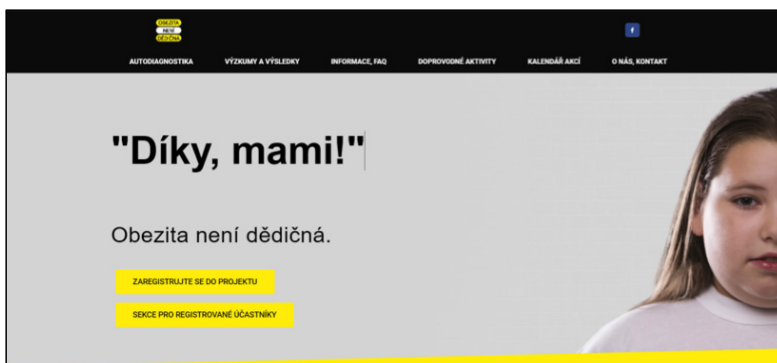 OBEZITA
NENÍ
DĚDIČNÁ
f
AUTODIAGNOSTIKA VÝZKUMY A VÝSLEDKY INFORMACE, FAQ DOPROVODNÉ AKTIVITY KALENDÁŘ AKCÍ O NÁS, KONTAKT
"Díky, mami!"
Obezita není dědičná.
ZAREGISTRUJTE SE DO PROJEKTU
SEKCE PRO REGISTROVANÉ ÚČASTNÍKY